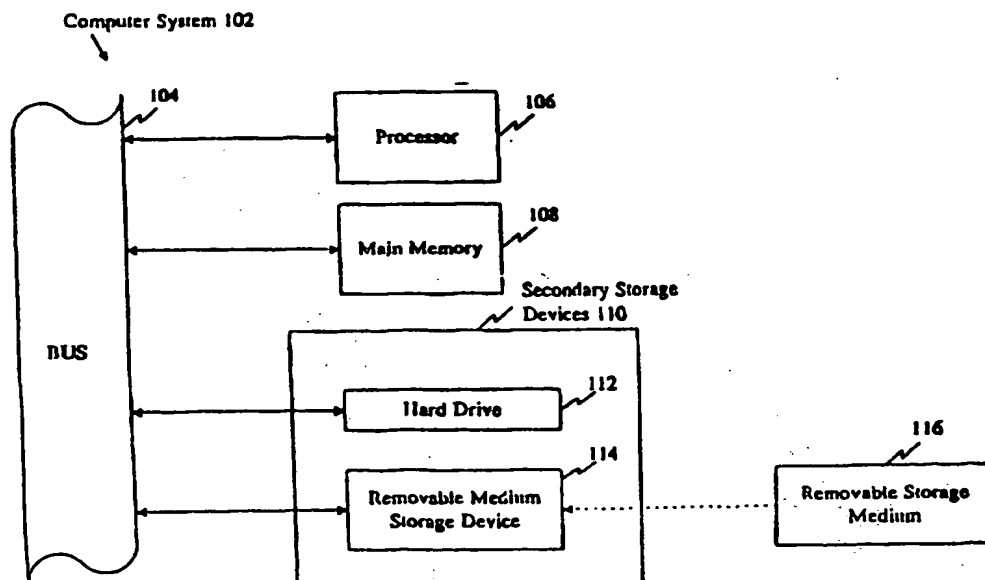 Computer System 102
104
106
Processor
108
Main Memory
Secondary Storage
Devices 110
BUS
112
Hard Drive
114
116
Removable Medium
Storage Device
Removable Storage
Medium